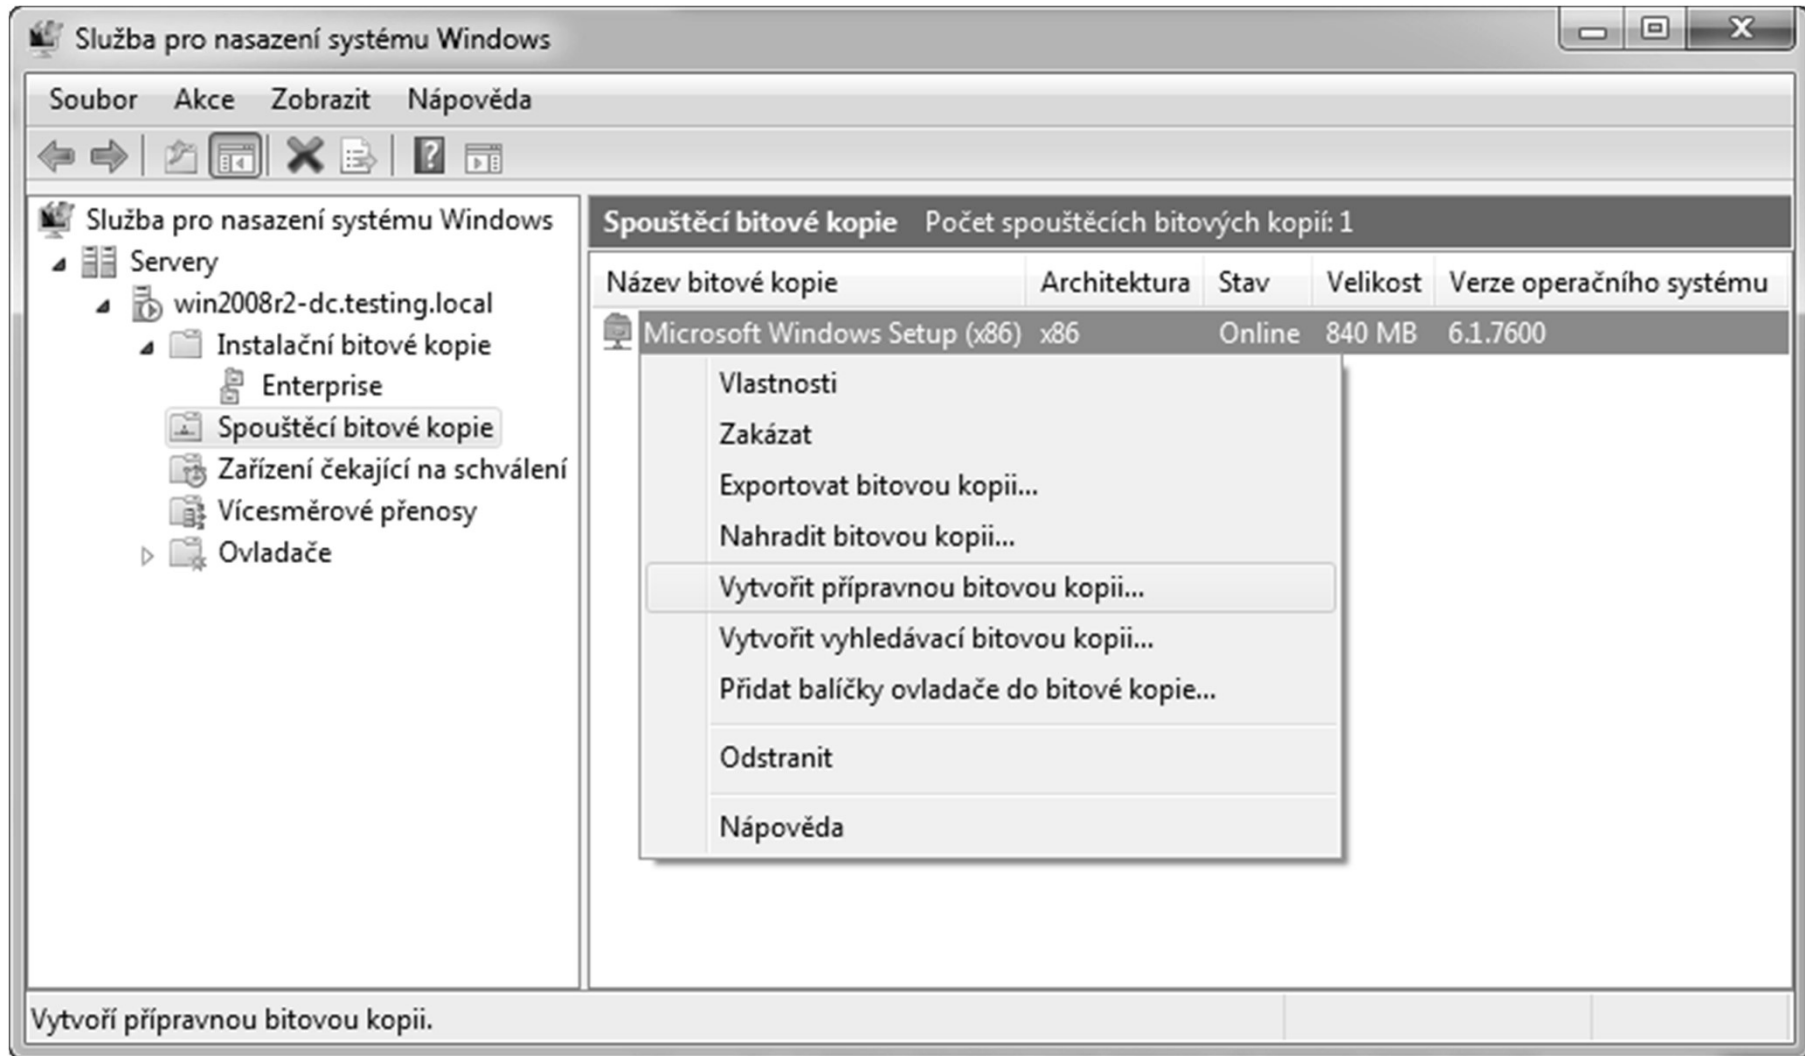 Služba pro nasazení systému Windows
Soubor Akce Zobrazit Nápověda
Služba pro nasazení systému Windows
Servery
win2008r2-dc.testing.local
Instalační bitové kopie
Enterprise
Spouštěcí bitové kopie
Zařízení čekající na schválení
Vícesměrové přenosy
Ovladače
Spouštěcí bitové kopie Počet spouštěcích bitových kopií: 1
Název bitové kopie Architektura Stav Velikost Verze operačního systému
Microsoft Windows Setup (x86) x86 Online 840 MB 6.1.7600
Vlastnosti
Zakázat
Exportovat bitovou kopii...
Nahradit bitovou kopii...
Vytvořit přípravnou bitovou kopii...
Vytvořit vyhledávací bitovou kopii...
Přidat balíčky ovladače do bitové kopie...
Odstranit
Nápověda
Vytvoří přípravnou bitovou kopii.